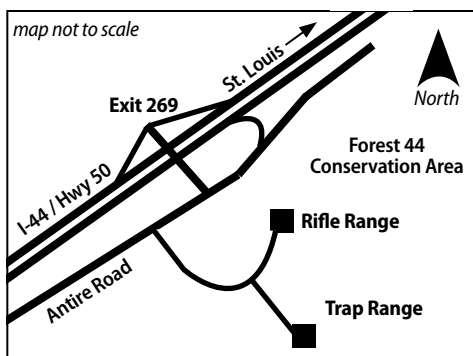 map not to scale
St. Louis
Exit 269
North
Forest 44
Conservation Area
I-44 / Hwy 50
Rifle Range
Antire Road
Trap Range